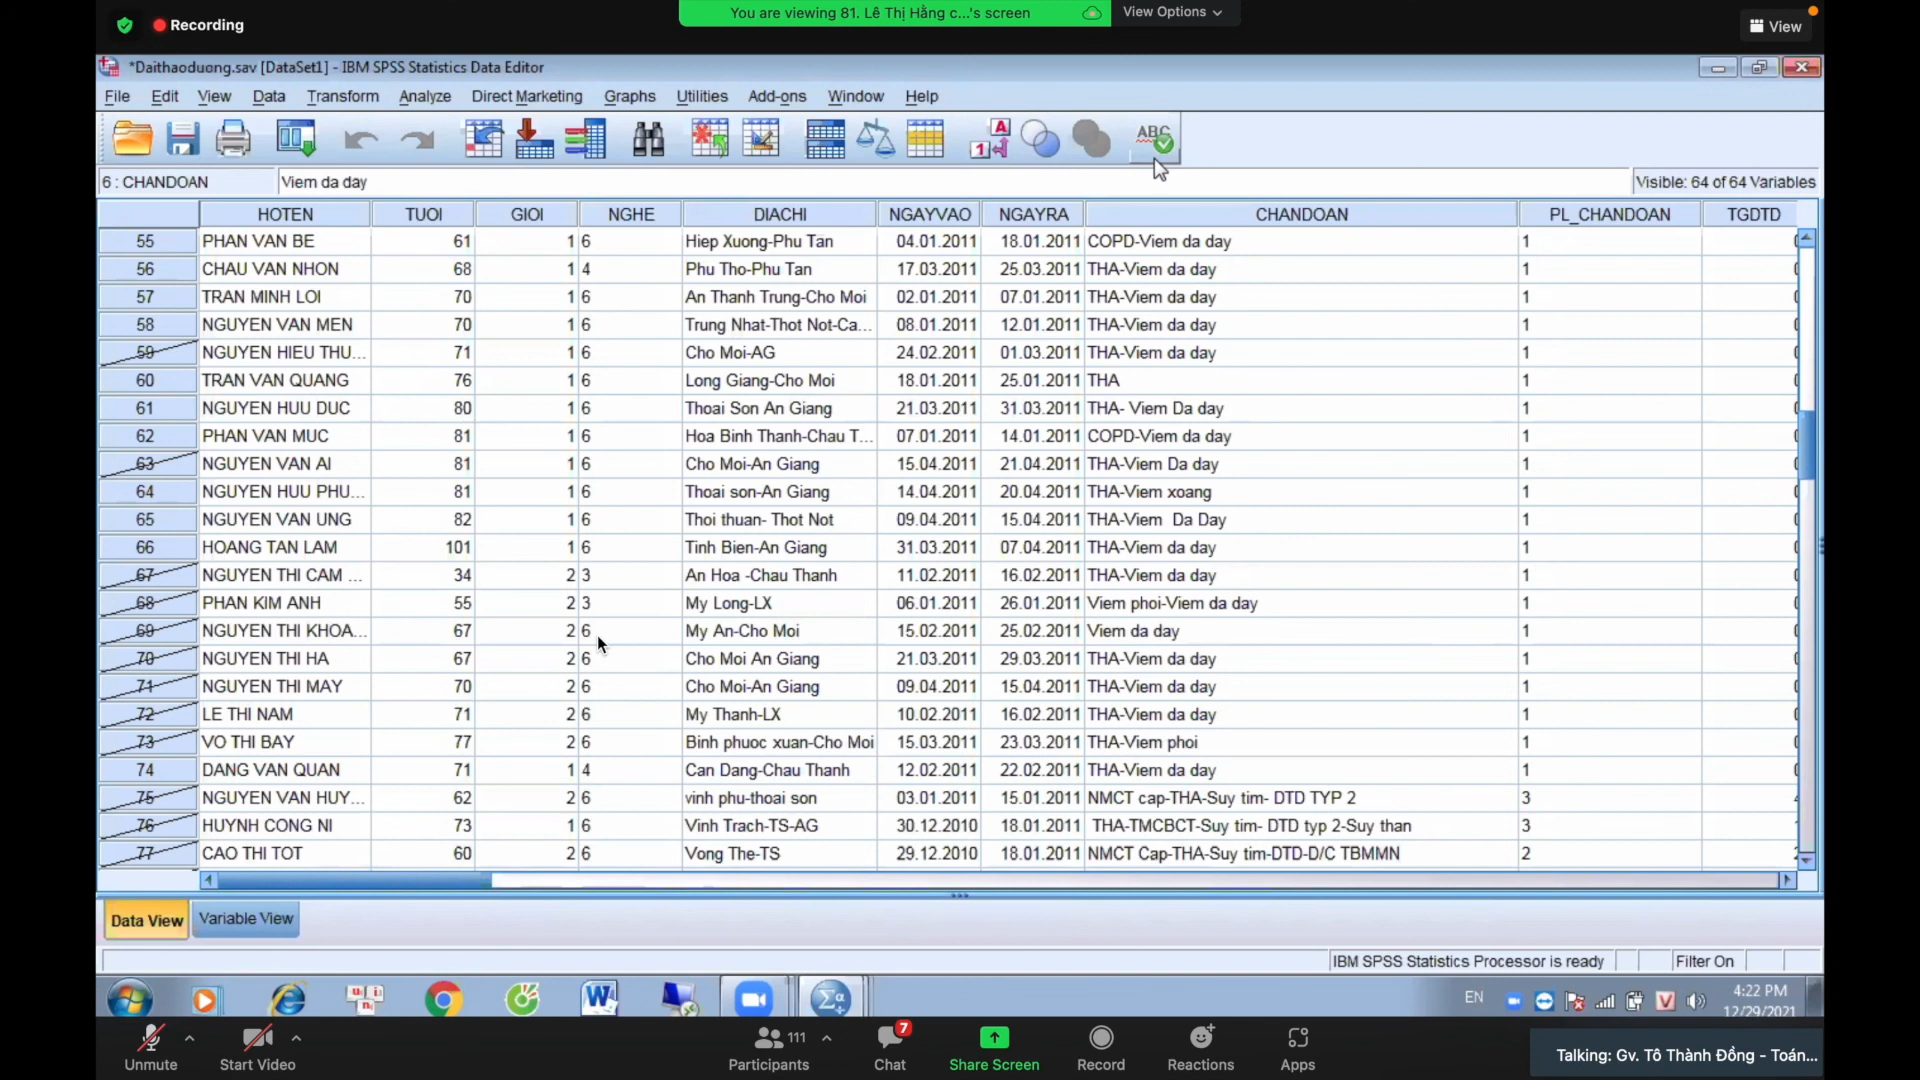 Recording
You are viewing 81. Lê Thị Hằng c...'s screen
View Options
View
*Daithaoduong.sav [DataSet1] - IBM SPSS Statistics Data Editor
File Edit View Data Transform Analyze Direct Marketing Graphs Utilities Add-ons Window Help
6 : CHANDOAN Viem da day Visible: 64 of 64 Variables
HOTEN TUOI GIOI NGHE DIACHI NGAYVAO NGAYRA CHANDOAN PL_CHANDOAN TGDTD
55 PHAN VAN BE 61 1 6 Hiep Xuong-Phu Tan 04.01.2011 18.01.2011 COPD-Viem da day 1
56 CHAU VAN NHON 68 1 4 Phu Tho-Phu Tan 17.03.2011 25.03.2011 THA-Viem da day 1
57 TRAN MINH LOI 70 1 6 An Thanh Trung-Cho Moi 02.01.2011 07.01.2011 THA-Viem da day 1
58 NGUYEN VAN MEN 70 1 6 Trung Nhat-Thot Not-Ca... 08.01.2011 12.01.2011 THA-Viem da day 1
59 NGUYEN HIEU THU... 71 1 6 Cho Moi-AG 24.02.2011 01.03.2011 THA-Viem da day 1
60 TRAN VAN QUANG 76 1 6 Long Giang-Cho Moi 18.01.2011 25.01.2011 THA 1
61 NGUYEN HUU DUC 80 1 6 Thoai Son An Giang 21.03.2011 31.03.2011 THA- Viem Da day 1
62 PHAN VAN MUC 81 1 6 Hoa Binh Thanh-Chau T... 07.01.2011 14.01.2011 COPD-Viem da day 1
63 NGUYEN VAN AI 81 1 6 Cho Moi-An Giang 15.04.2011 21.04.2011 THA-Viem Da day 1
64 NGUYEN HUU PHU... 81 1 6 Thoai son-An Giang 14.04.2011 20.04.2011 THA-Viem xoang 1
65 NGUYEN VAN UNG 82 1 6 Thoi thuan- Thot Not 09.04.2011 15.04.2011 THA-Viem  Da Day 1
66 HOANG TAN LAM 101 1 6 Tinh Bien-An Giang 31.03.2011 07.04.2011 THA-Viem da day 1
67 NGUYEN THI CAM ... 34 2 3 An Hoa -Chau Thanh 11.02.2011 16.02.2011 THA-Viem da day 1
68 PHAN KIM ANH 55 2 3 My Long-LX 06.01.2011 26.01.2011 Viem phoi-Viem da day 1
69 NGUYEN THI KHOA... 67 2 6 My An-Cho Moi 15.02.2011 25.02.2011 Viem da day 1
70 NGUYEN THI HA 67 2 6 Cho Moi An Giang 21.03.2011 29.03.2011 THA-Viem da day 1
71 NGUYEN THI MAY 70 2 6 Cho Moi-An Giang 09.04.2011 15.04.2011 THA-Viem da day 1
72 LE THI NAM 71 2 6 My Thanh-LX 10.02.2011 16.02.2011 THA-Viem da day 1
73 VO THI BAY 77 2 6 Binh phuoc xuan-Cho Moi 15.03.2011 23.03.2011 THA-Viem phoi 1
74 DANG VAN QUAN 71 1 4 Can Dang-Chau Thanh 12.02.2011 22.02.2011 THA-Viem da day 1
75 NGUYEN VAN HUY... 62 2 6 vinh phu-thoai son 03.01.2011 15.01.2011 NMCT cap-THA-Suy tim- DTD TYP 2 3
76 HUYNH CONG NI 73 1 6 Vinh Trach-TS-AG 30.12.2010 18.01.2011 THA-TMCBCT-Suy tim- DTD typ 2-Suy than 3
77 CAO THI TOT 60 2 6 Vong The-TS 29.12.2010 18.01.2011 NMCT Cap-THA-Suy tim-DTD-D/C TBMMN 2
Data View Variable View
IBM SPSS Statistics Processor is ready Filter On
EN
4:22 PM
12/29/2021
Unmute Start Video Participants 111 Chat 7 Share Screen Record Reactions Apps
Talking: Gv. Tô Thành Đồng - Toán...